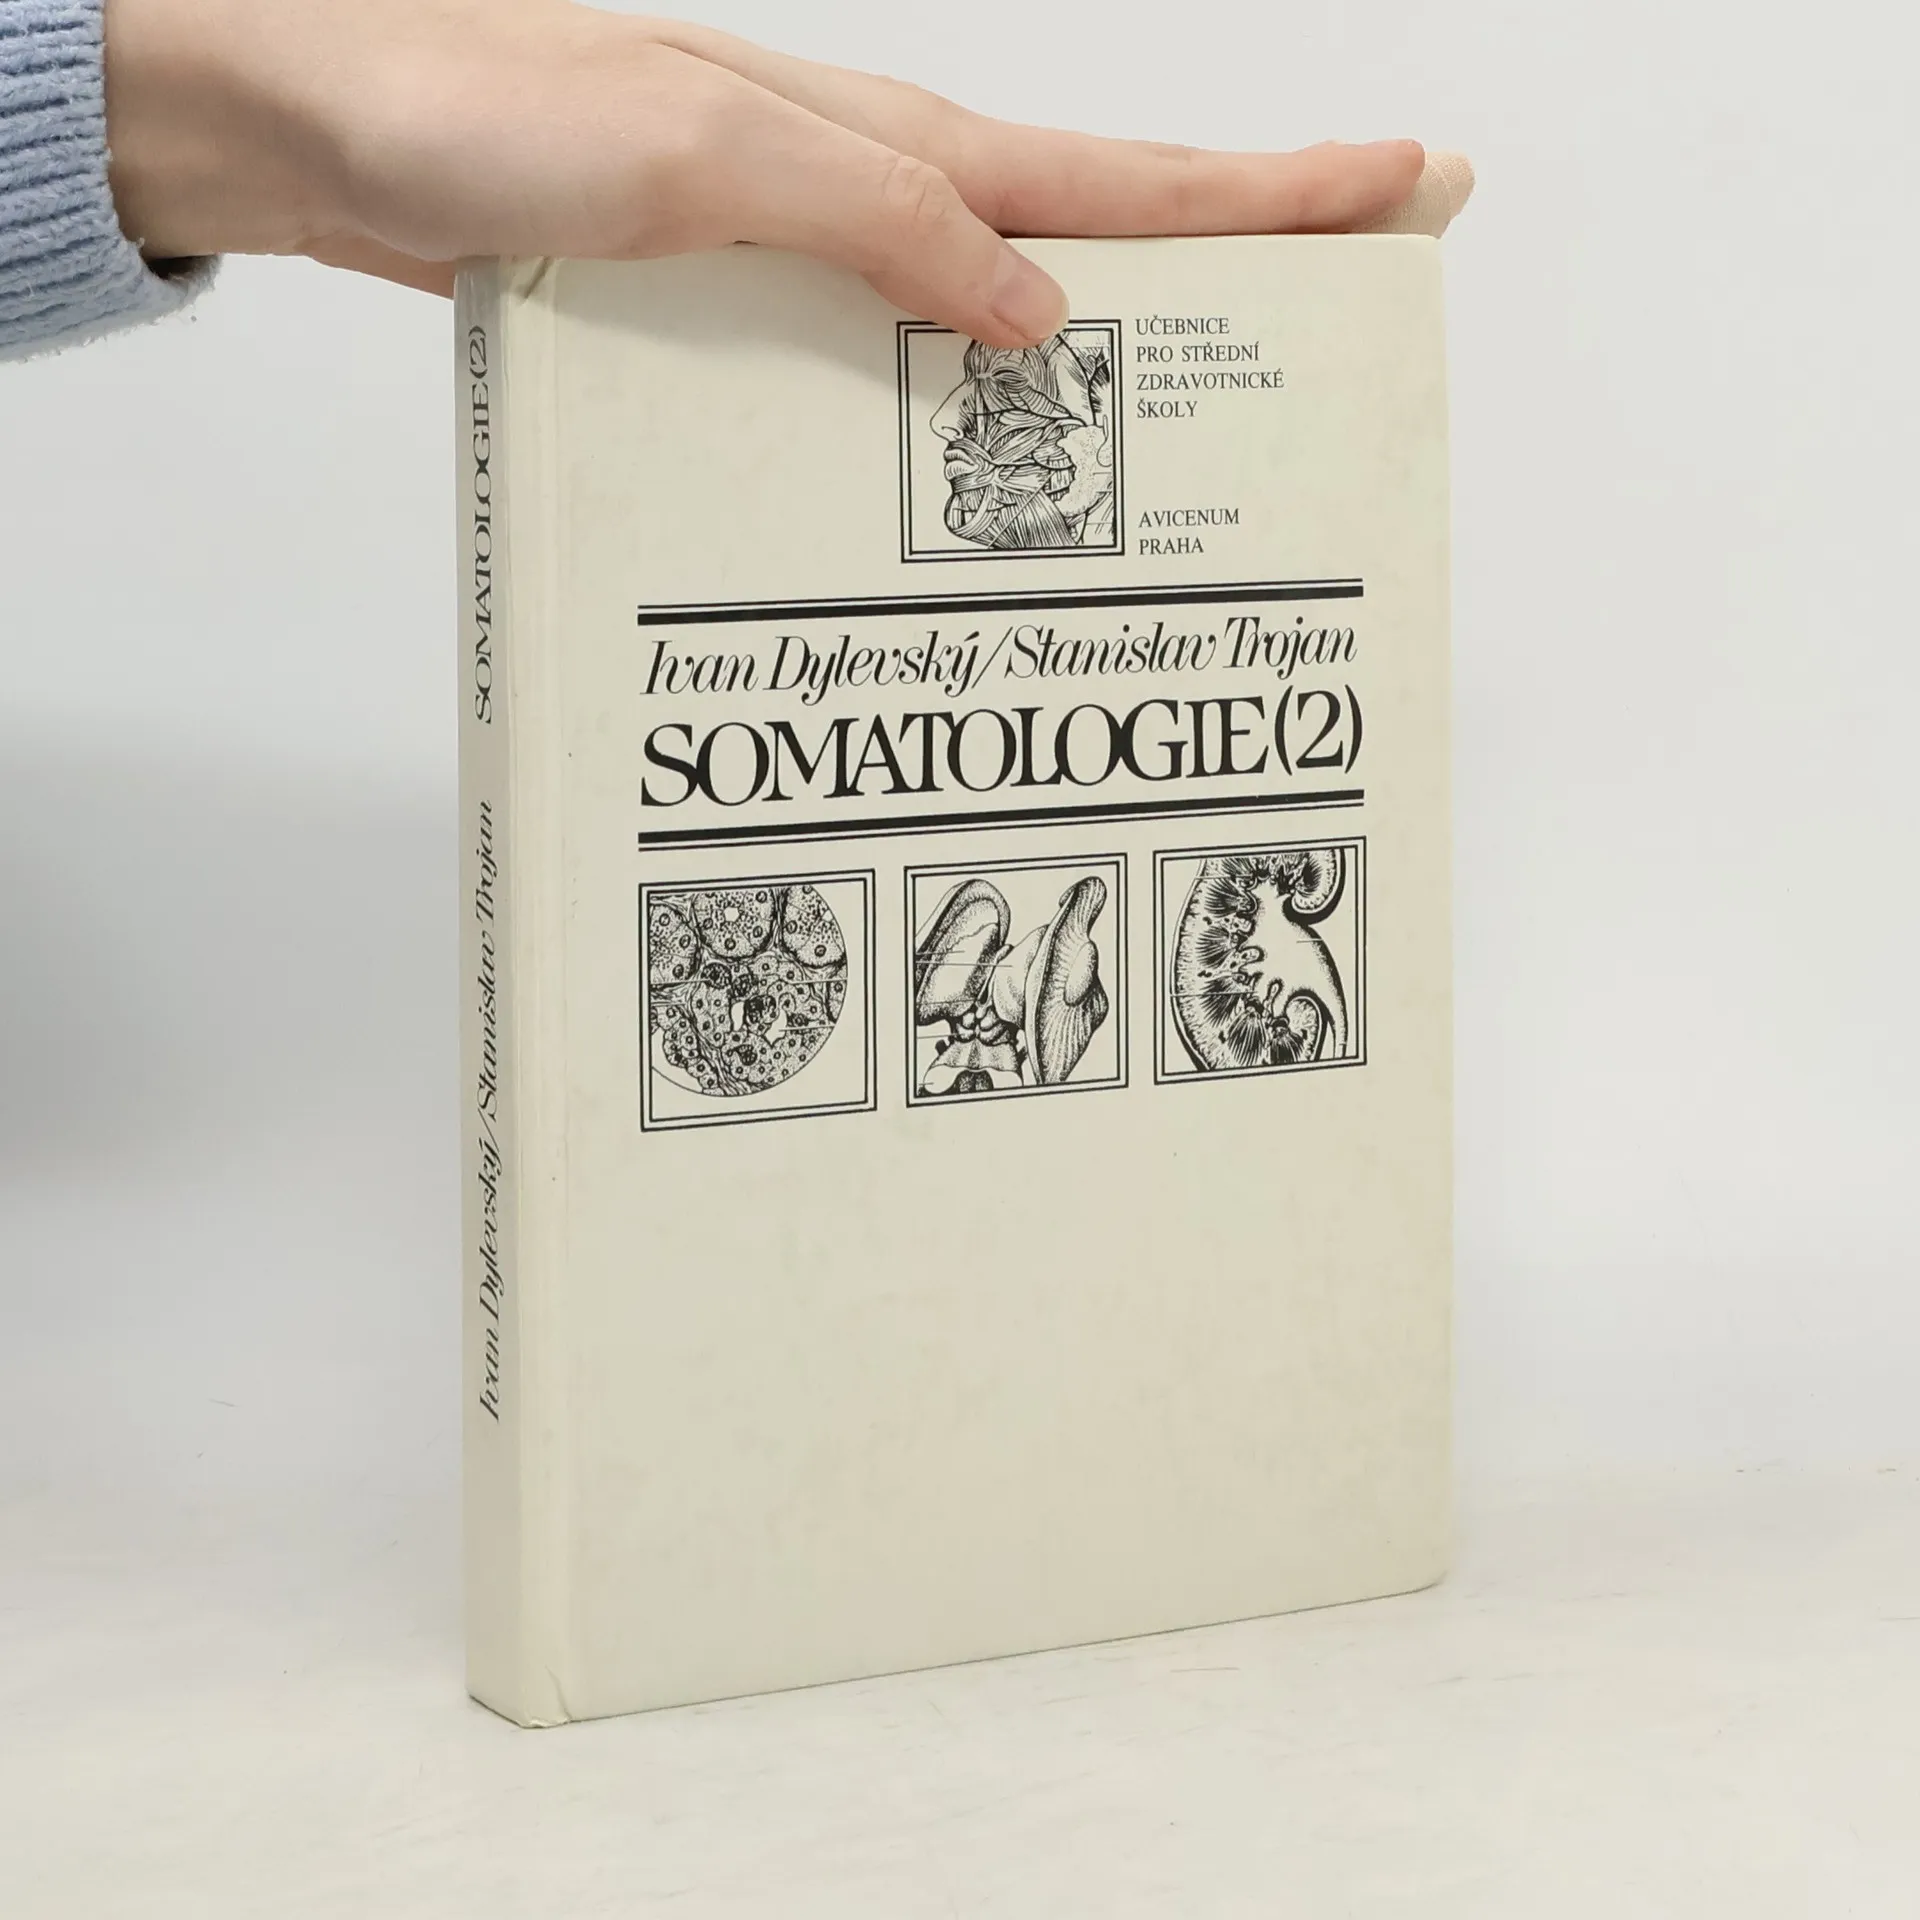 UČEBNICE
PRO STŘEDNÍ
ZDRAVOTNICKÉ
ŠKOLY
AVICENUM
PRAHA
Ivan Dylevský/Stanislav Trojan
SOMATOLOGIE(2)
Ivan Dylevský/Stanislav Trojan SOMATOLOGIE(2)